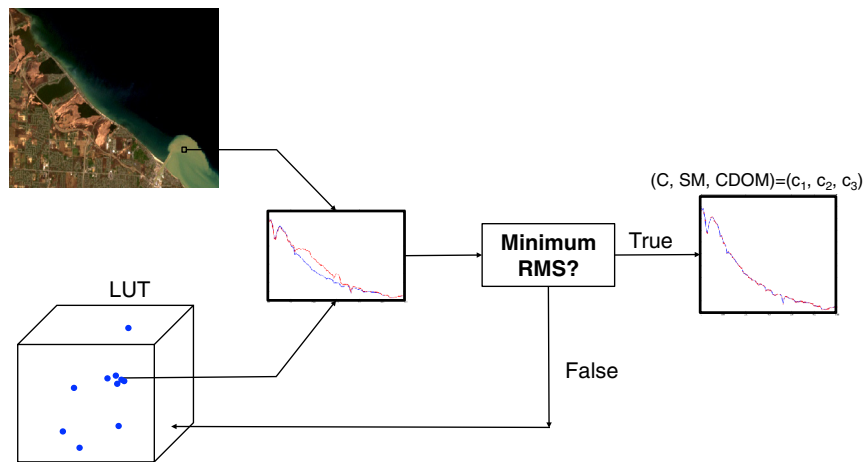 (C, SM, CDOM)=(c₁, c₂, c₃)
Minimum
RMS?
True
LUT
False